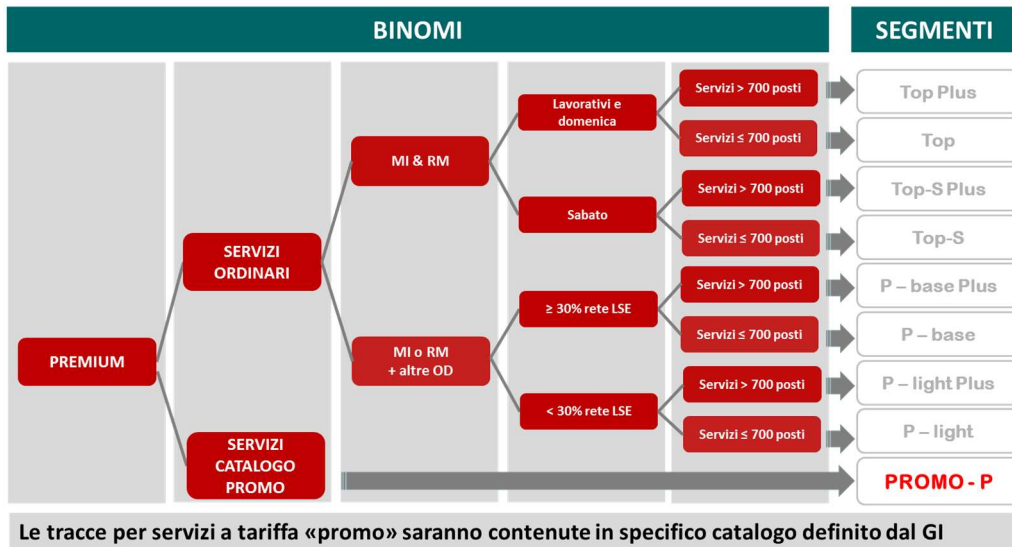 BINOMI
SEGMENTI
PREMIUM
SERVIZI
ORDINARI
SERVIZI
CATALOGO
PROMO
MI & RM
MI o RM
+ altre OD
Lavorativi e
domenica
Sabato
≥ 30% rete LSE
< 30% rete LSE
Servizi > 700 posti
Servizi ≤ 700 posti
Servizi > 700 posti
Servizi ≤ 700 posti
Servizi > 700 posti
Servizi ≤ 700 posti
Servizi > 700 posti
Servizi ≤ 700 posti
Top Plus
Top
Top-S Plus
Top-S
P – base Plus
P – base
P – light Plus
P – light
PROMO - P
Le tracce per servizi a tariffa «promo» saranno contenute in specifico catalogo definito dal GI